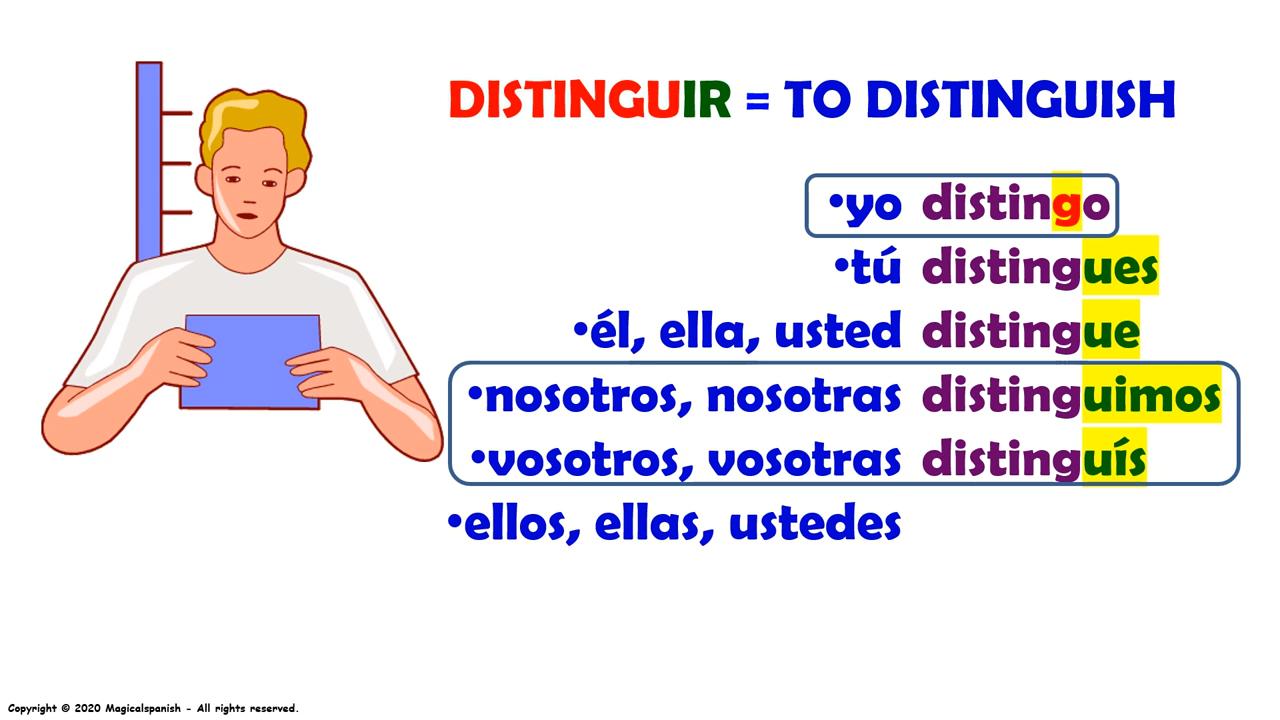 DISTINGUIR = TO DISTINGUISH
•yo distingo
•tú distingues
•él, ella, usted distingue
•nosotros, nosotras distinguimos
•vosotros, vosotras distinguís
•ellos, ellas, ustedes
Copyright © 2020 Magicalspanish - All rights reserved.